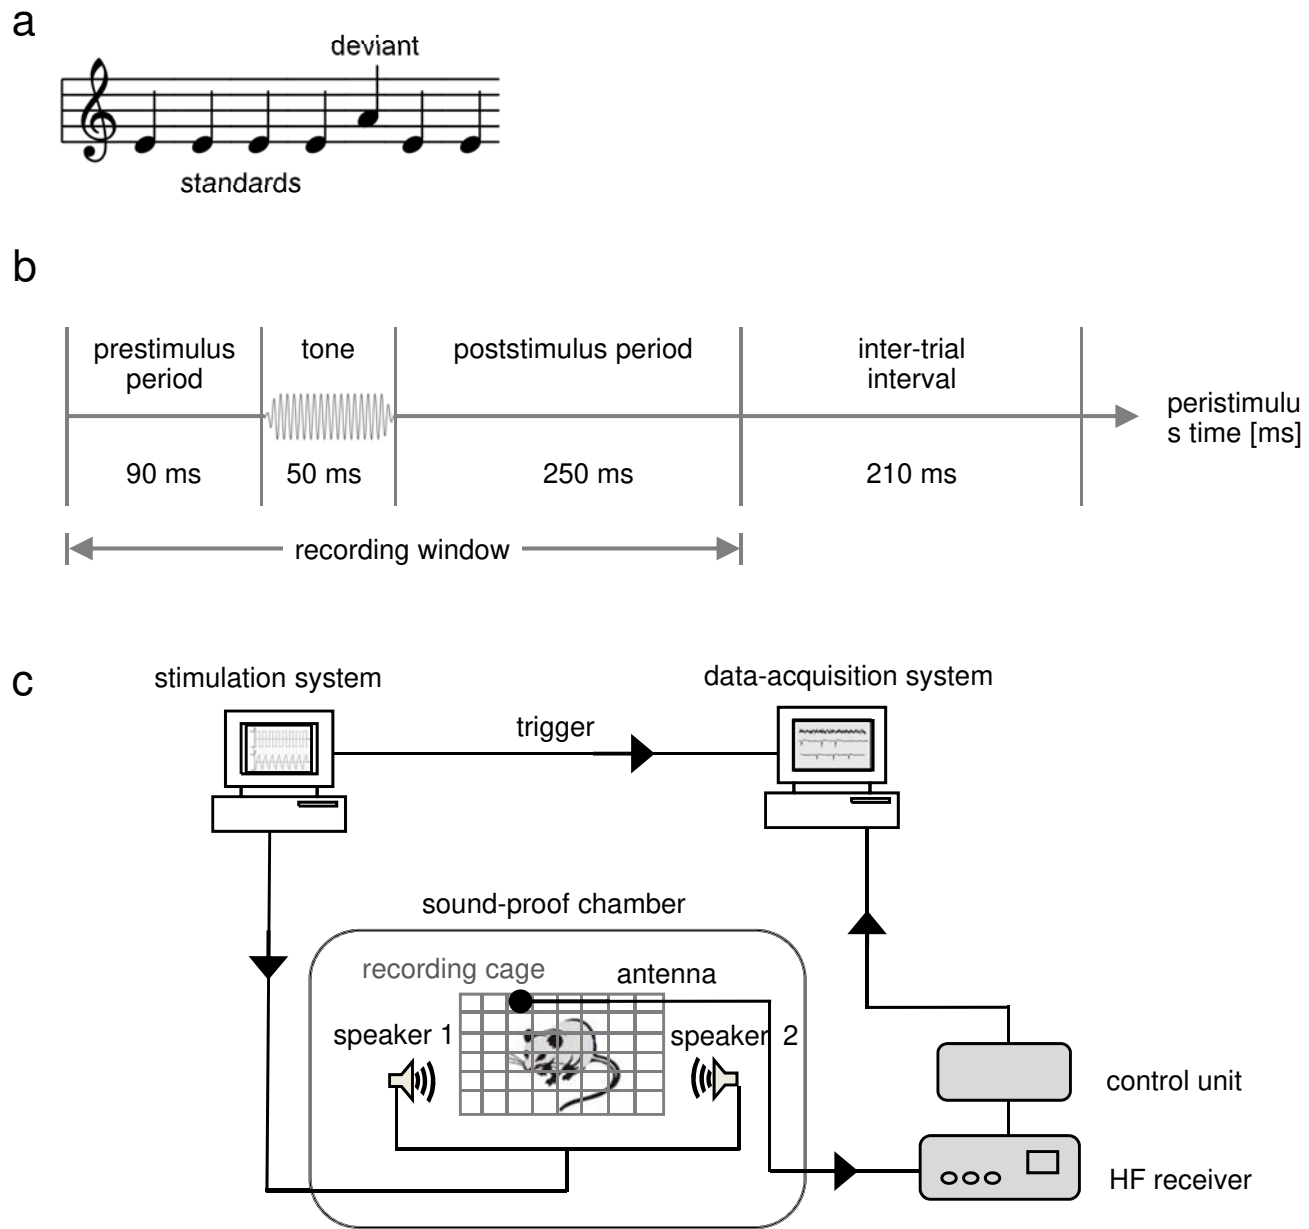 a
deviant
standards
b
prestimulus
period
tone
poststimulus period
inter-trial
interval
peristimulu
s time [ms]
90 ms
50 ms
250 ms
210 ms
recording window
c
stimulation system
data-acquisition system
trigger
sound-proof chamber
recording cage
antenna
speaker 1
speaker 2
control unit
HF receiver